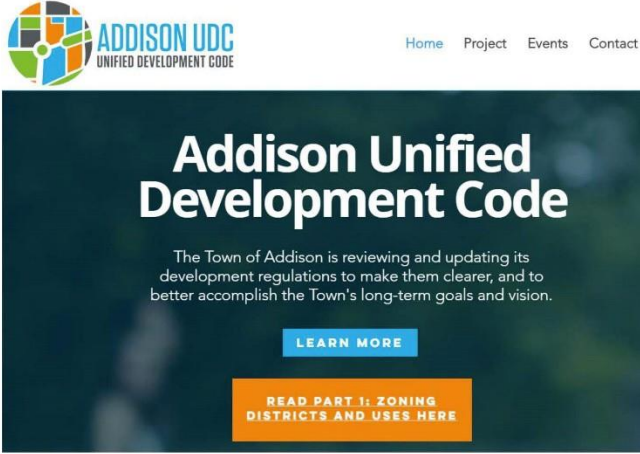 ADDISON UDC
UNIFIED DEVELOPMENT CODE
Home Project Events Contact
Addison Unified
Development Code
The Town of Addison is reviewing and updating its
development regulations to make them clearer, and to
better accomplish the Town's long-term goals and vision.
LEARN MORE
READ PART 1: ZONING
DISTRICTS AND USES HERE